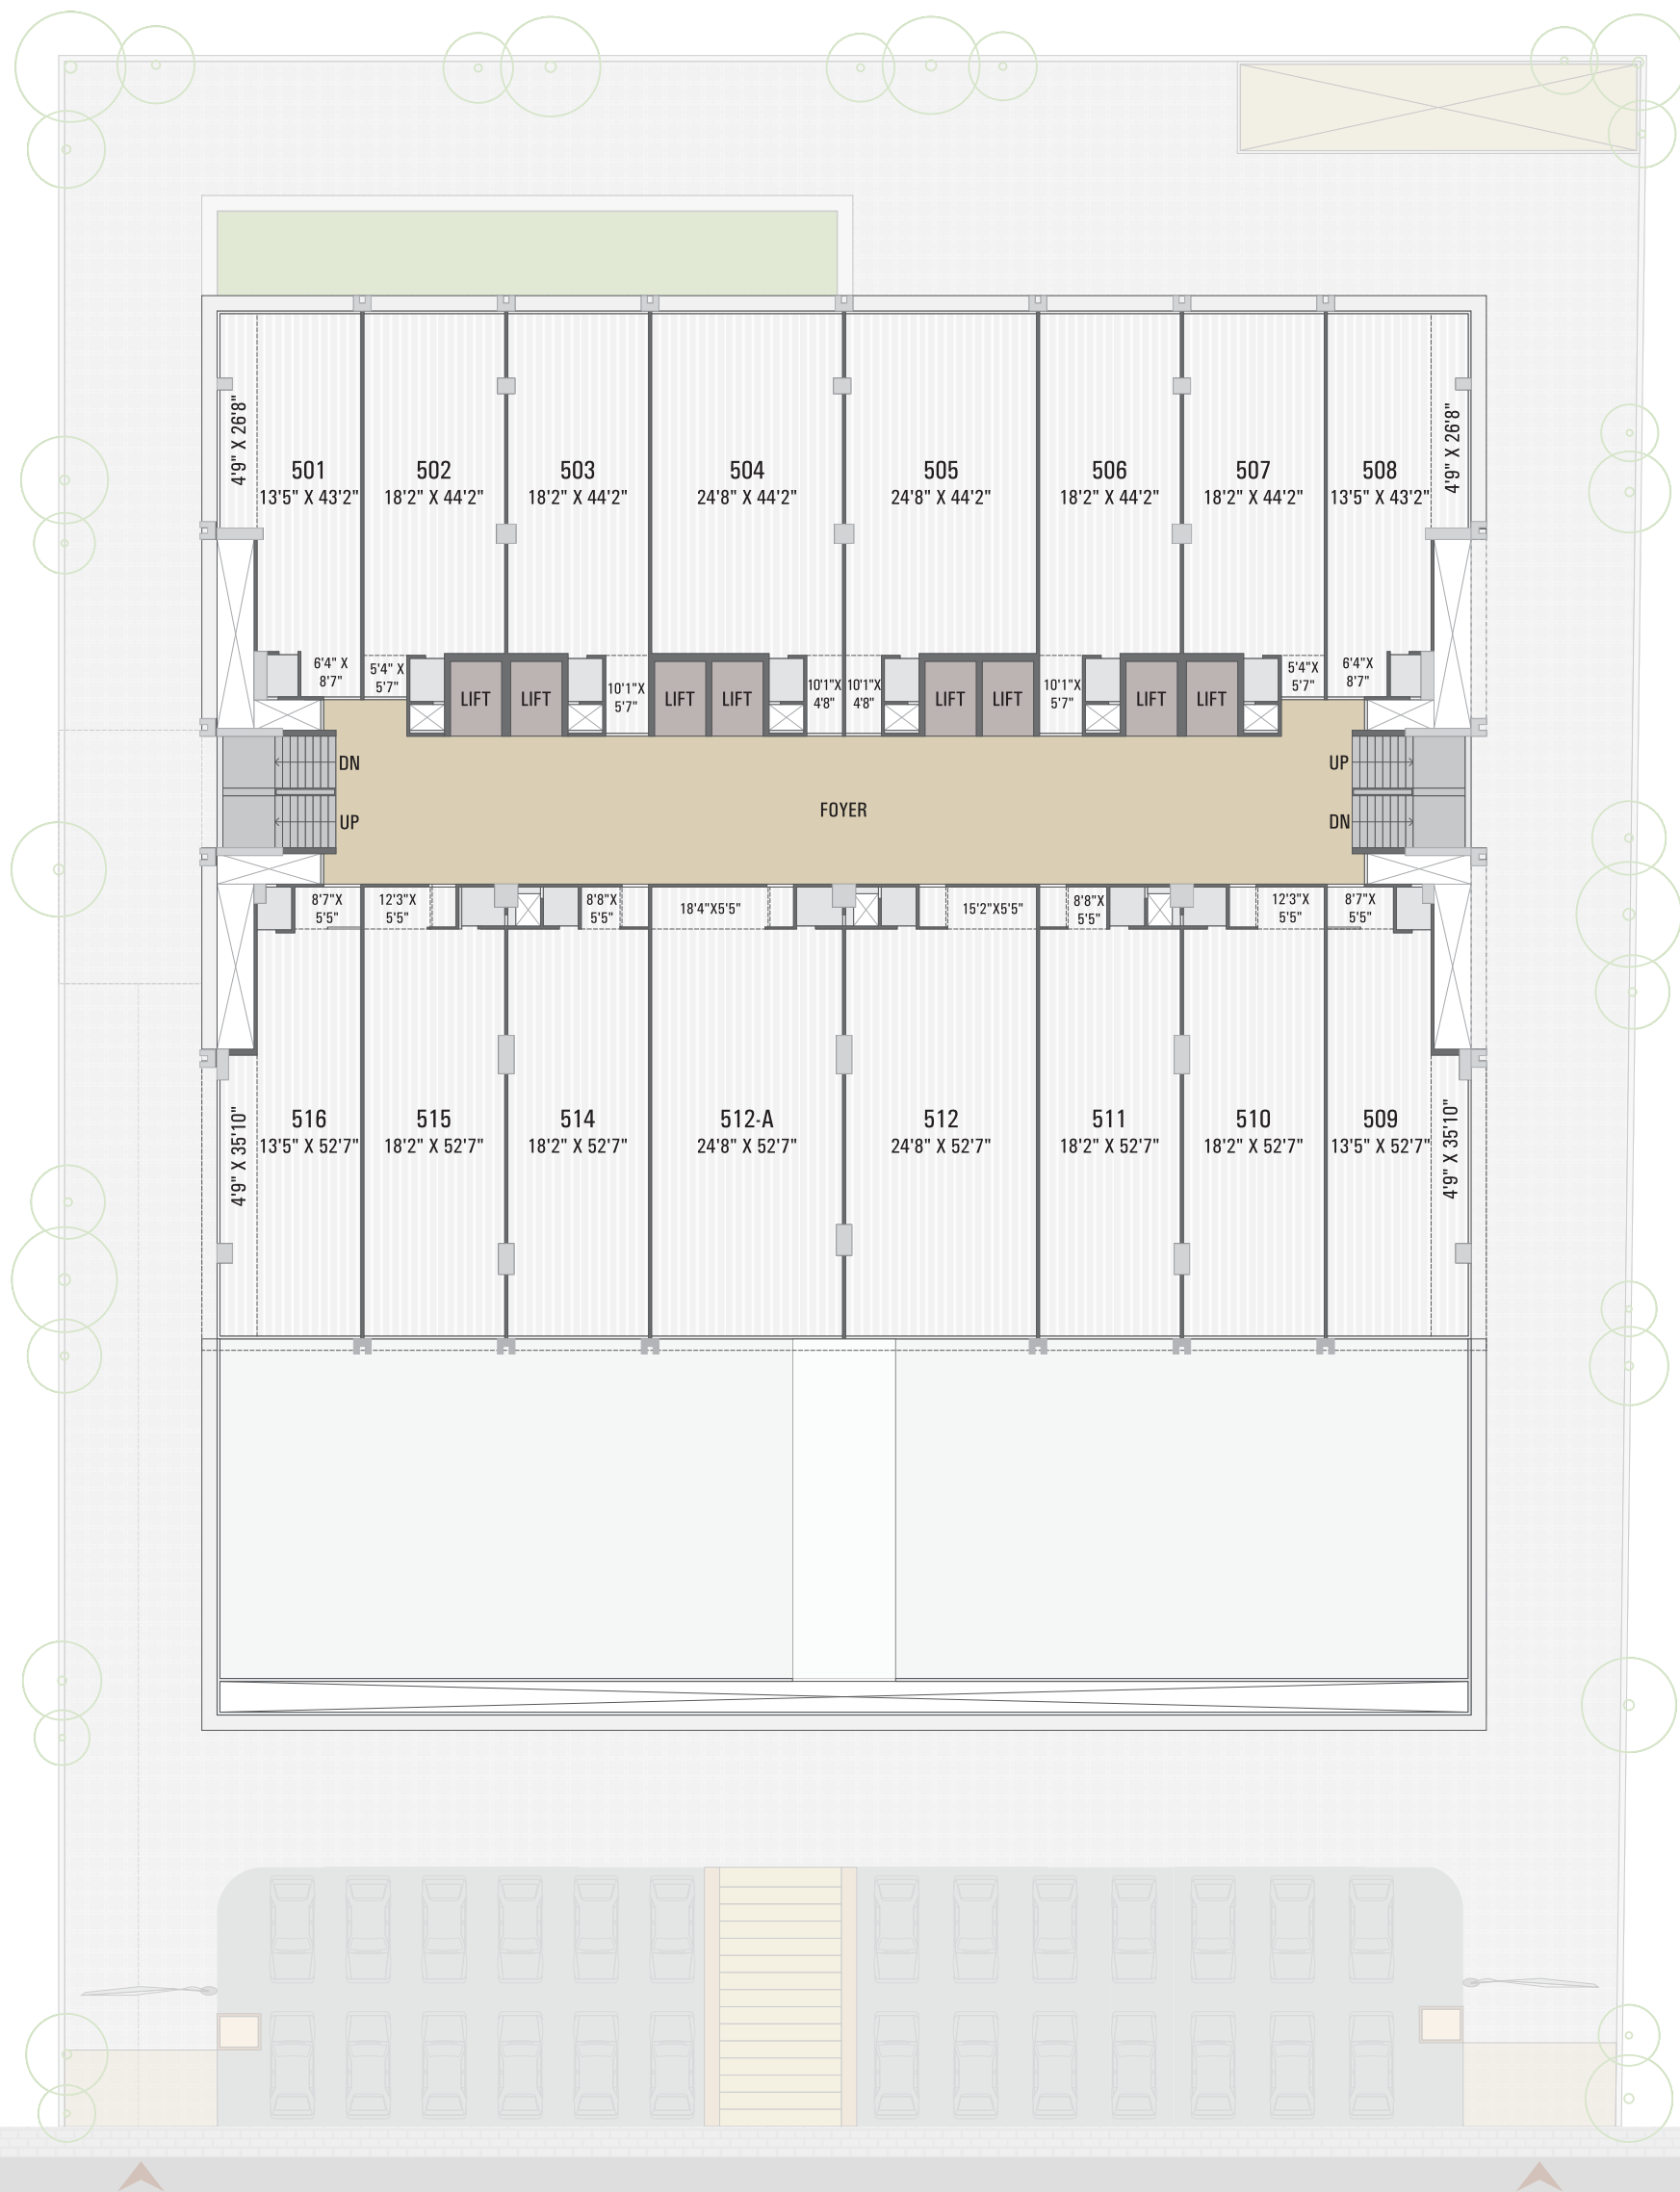 4'9" X 26'8"
501
13'5" X 43'2"
502
18'2" X 44'2"
503
18'2" X 44'2"
504
24'8" X 44'2"
505
24'8" X 44'2"
506
18'2" X 44'2"
507
18'2" X 44'2"
508
13'5" X 43'2"
4'9" X 26'8"
6'4" X
8'7"
5'4" X
5'7"
LIFT
LIFT
10'1"X
5'7"
LIFT
LIFT
10'1"X
4'8"
10'1"X
4'8"
LIFT
LIFT
10'1"X
5'7"
LIFT
LIFT
5'4"X
5'7"
6'4"X
8'7"
DN
UP
FOYER
UP
DN
8'7"X
5'5"
12'3"X
5'5"
8'8"X
5'5"
18'4"X5'5"
15'2"X5'5"
8'8"X
5'5"
12'3"X
5'5"
8'7"X
5'5"
4'9" X 35'10"
516
13'5" X 52'7"
515
18'2" X 52'7"
514
18'2" X 52'7"
512-A
24'8" X 52'7"
512
24'8" X 52'7"
511
18'2" X 52'7"
510
18'2" X 52'7"
509
13'5" X 52'7"
4'9" X 35'10"